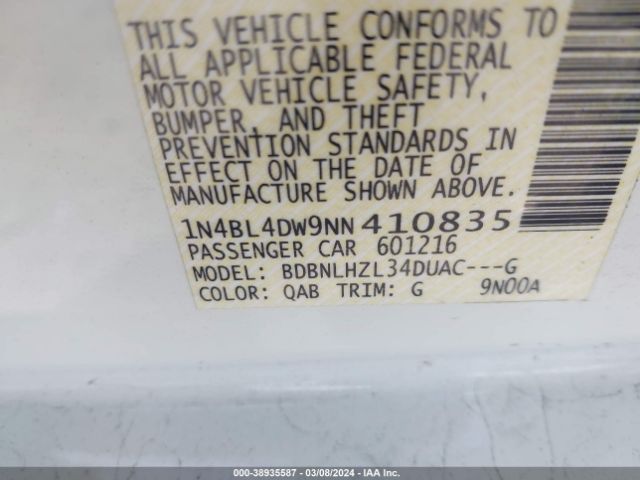 THIS VEHICLE CONFORMS TO
ALL APPLICABLE FEDERAL
MOTOR VEHICLE SAFETY,
BUMPER, AND THEFT
PREVENTION STANDARDS IN
EFFECT ON THE DATE OF
MANUFACTURE SHOWN ABOVE.
1N4BL4DW9NN410835
PASSENGER CAR 601216
MODEL: BDBNLHZL34DUAC---G
COLOR: QAB TRIM: G 9N00A
000-38935587 | 03/08/2024 | IAA Inc.